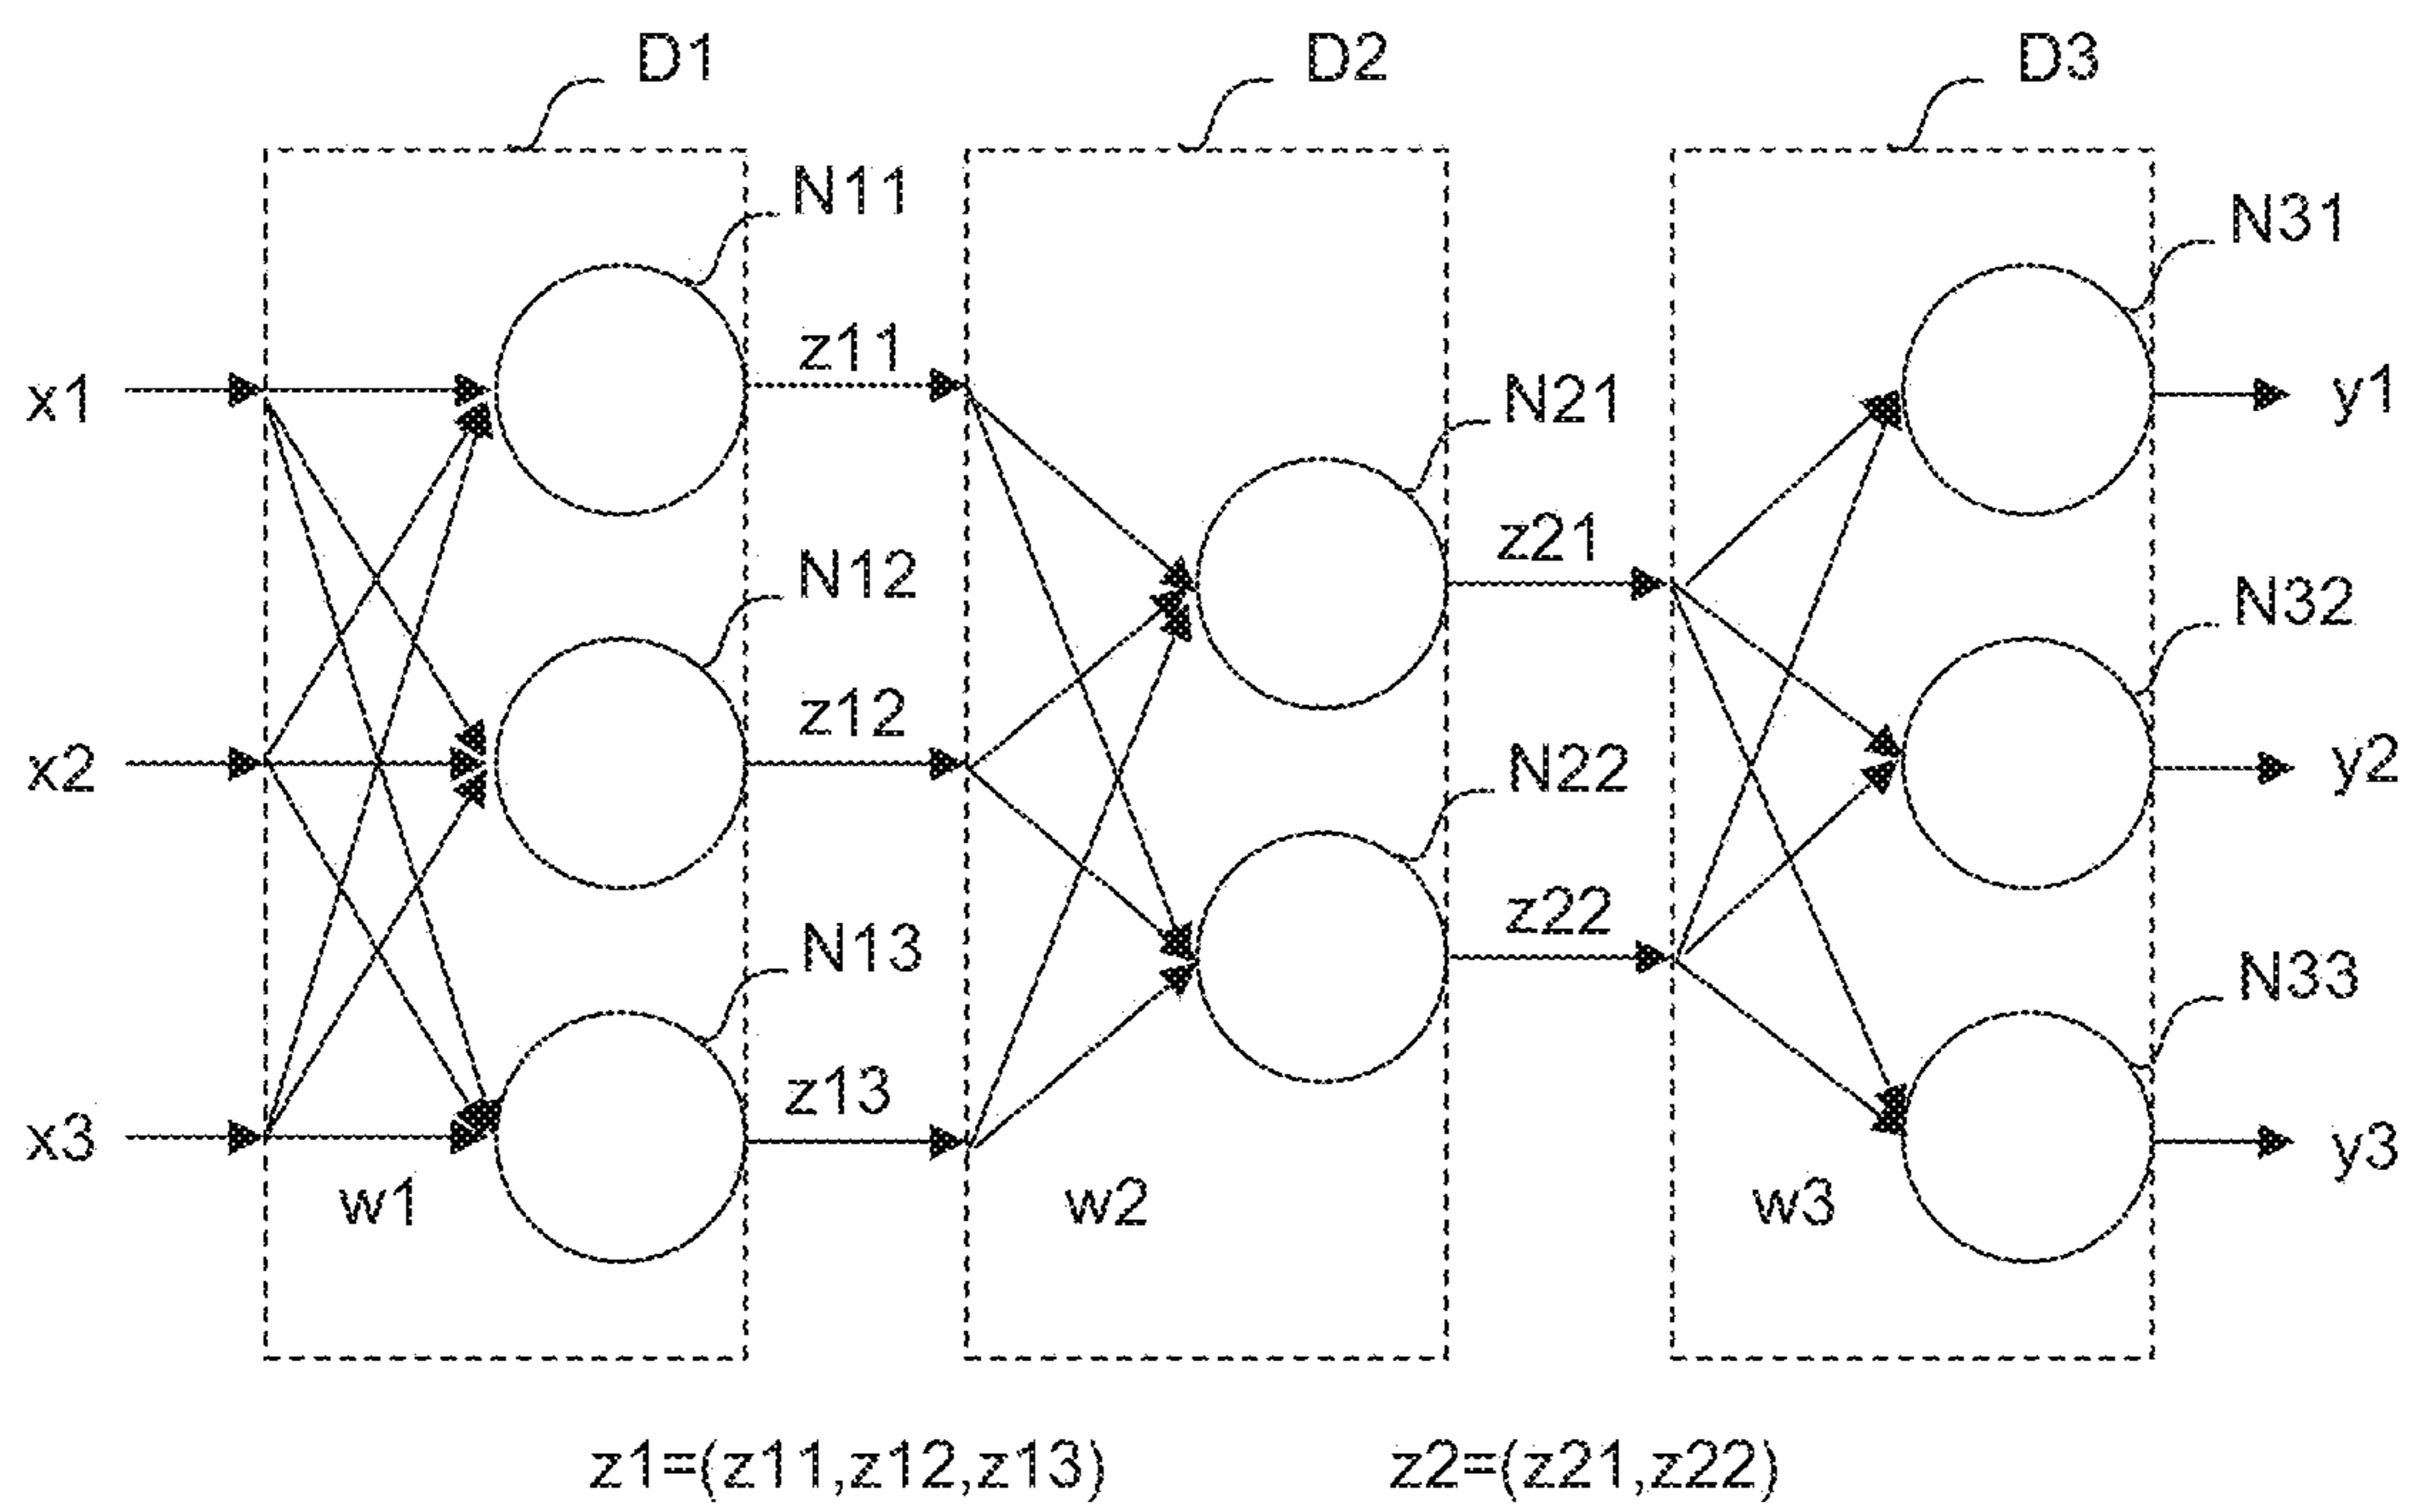 D1 D2 D3
N11
N31
z11
x1 N21 y1
z21
N12
N32
z12
x2 N22 y2
z22
N13
N33
z13
x3 y3
w1 w2 w3
z1=(z11,z12,z13) z2=(z21,z22)